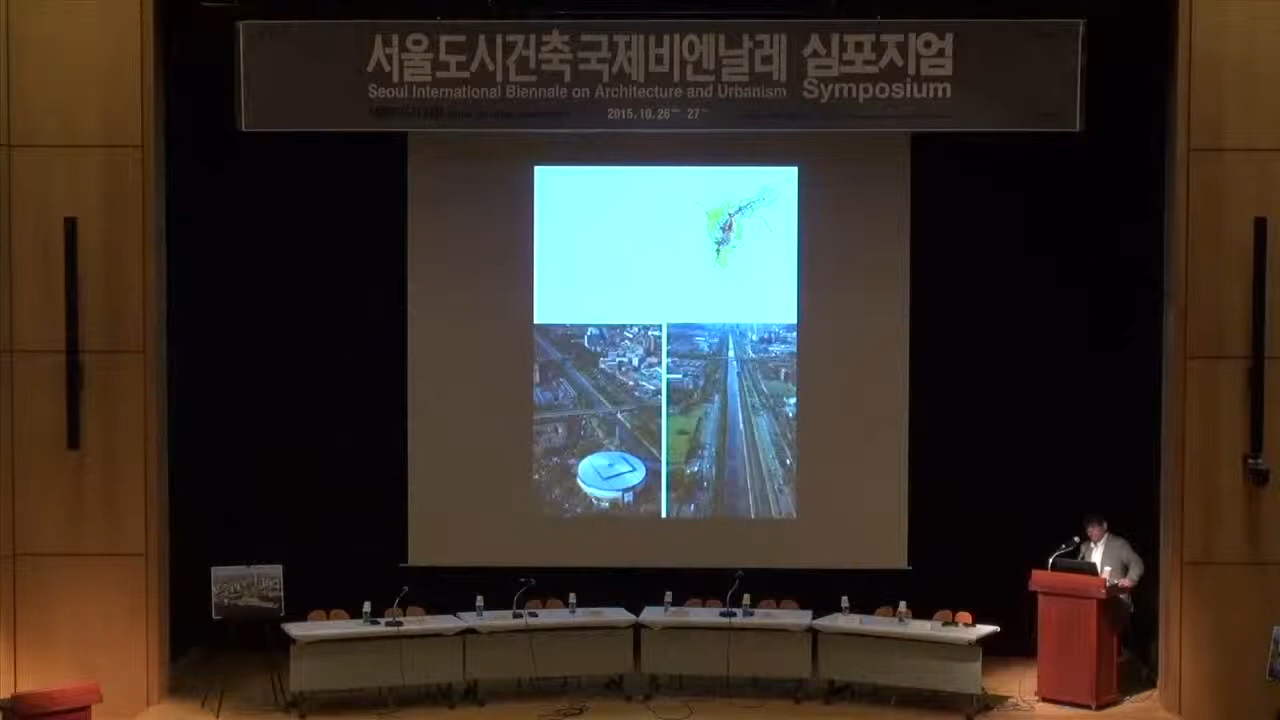 서울도시건축국제비엔날레 심포지엄
Seoul International Biennale on Architecture and Urbanism Symposium
2015.10.26 27